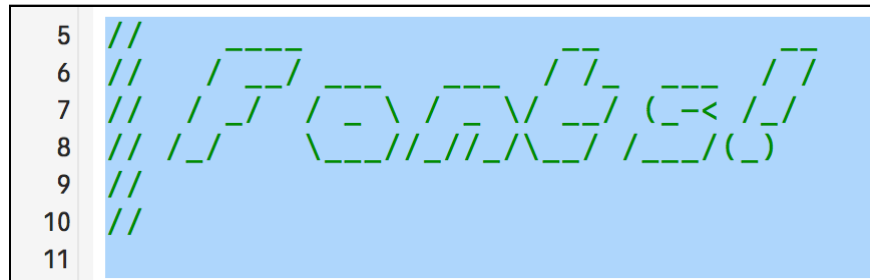 5 //    ____             __        __
6 //   / __/ ___   ___  / /_  ___  / /
7 //  / _/  / _ \ / _ \/ __/ (_-< /_/
8 // /_/    \___//_//_/\__/ /___/(_)
9 //
10 //
11